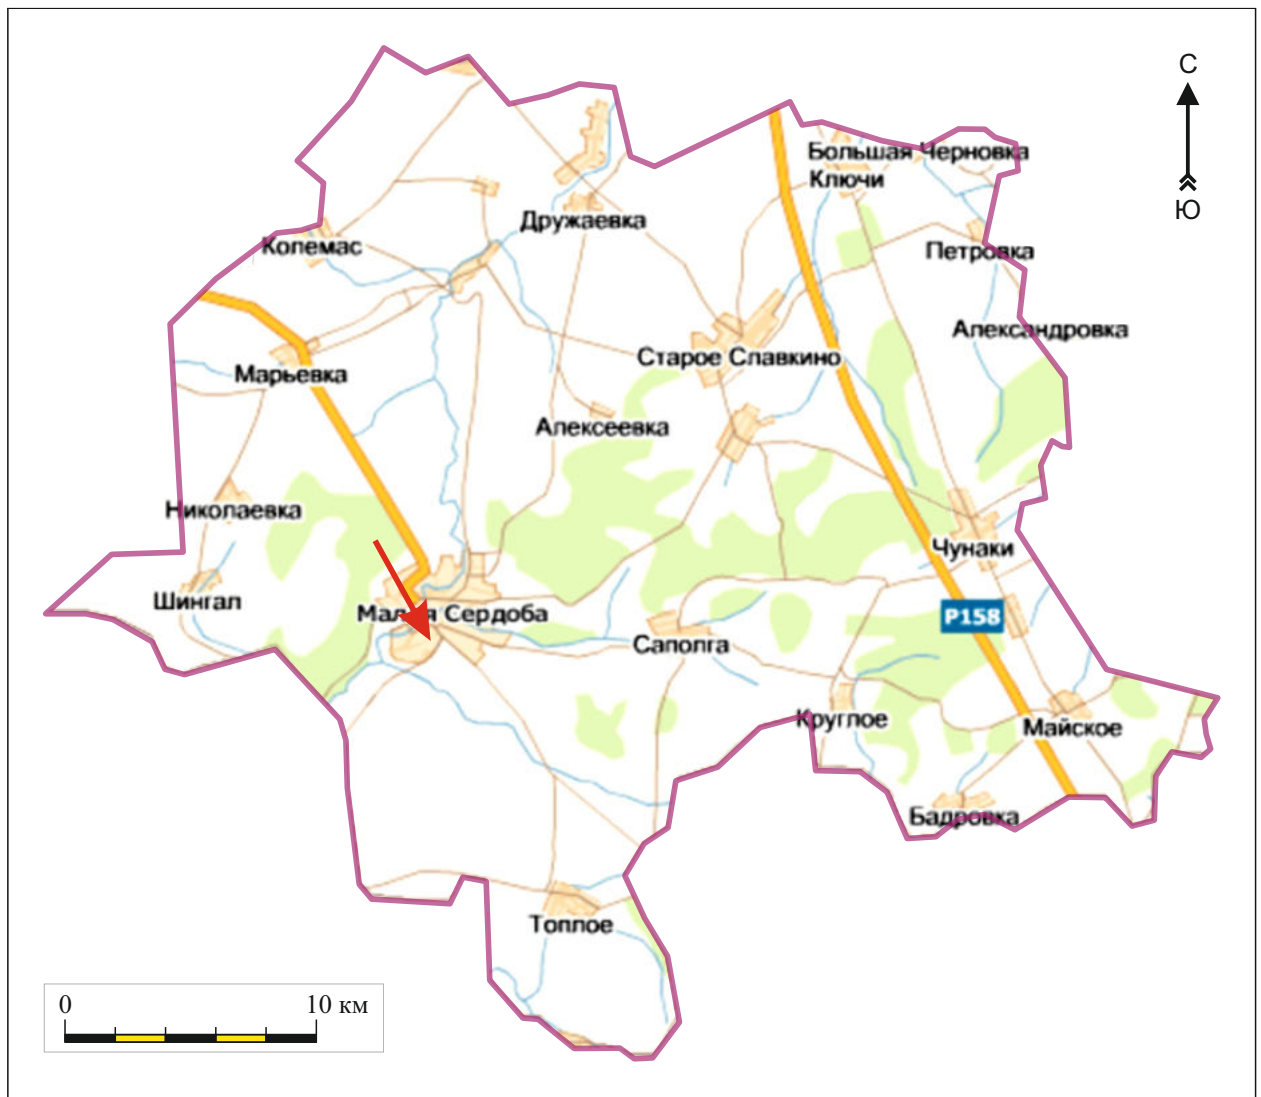 С
Ю
Большая Черновка
Ключи
Дружаевка
Колемас
Петровка
Александровка
Старое Славкино
Марьевка
Алексеевка
Николаевка
Чунаки
Шингал
Малая Сердоба
Р158
Саполга
Круглое
Майское
Бадровка
Топлое
0 10 км